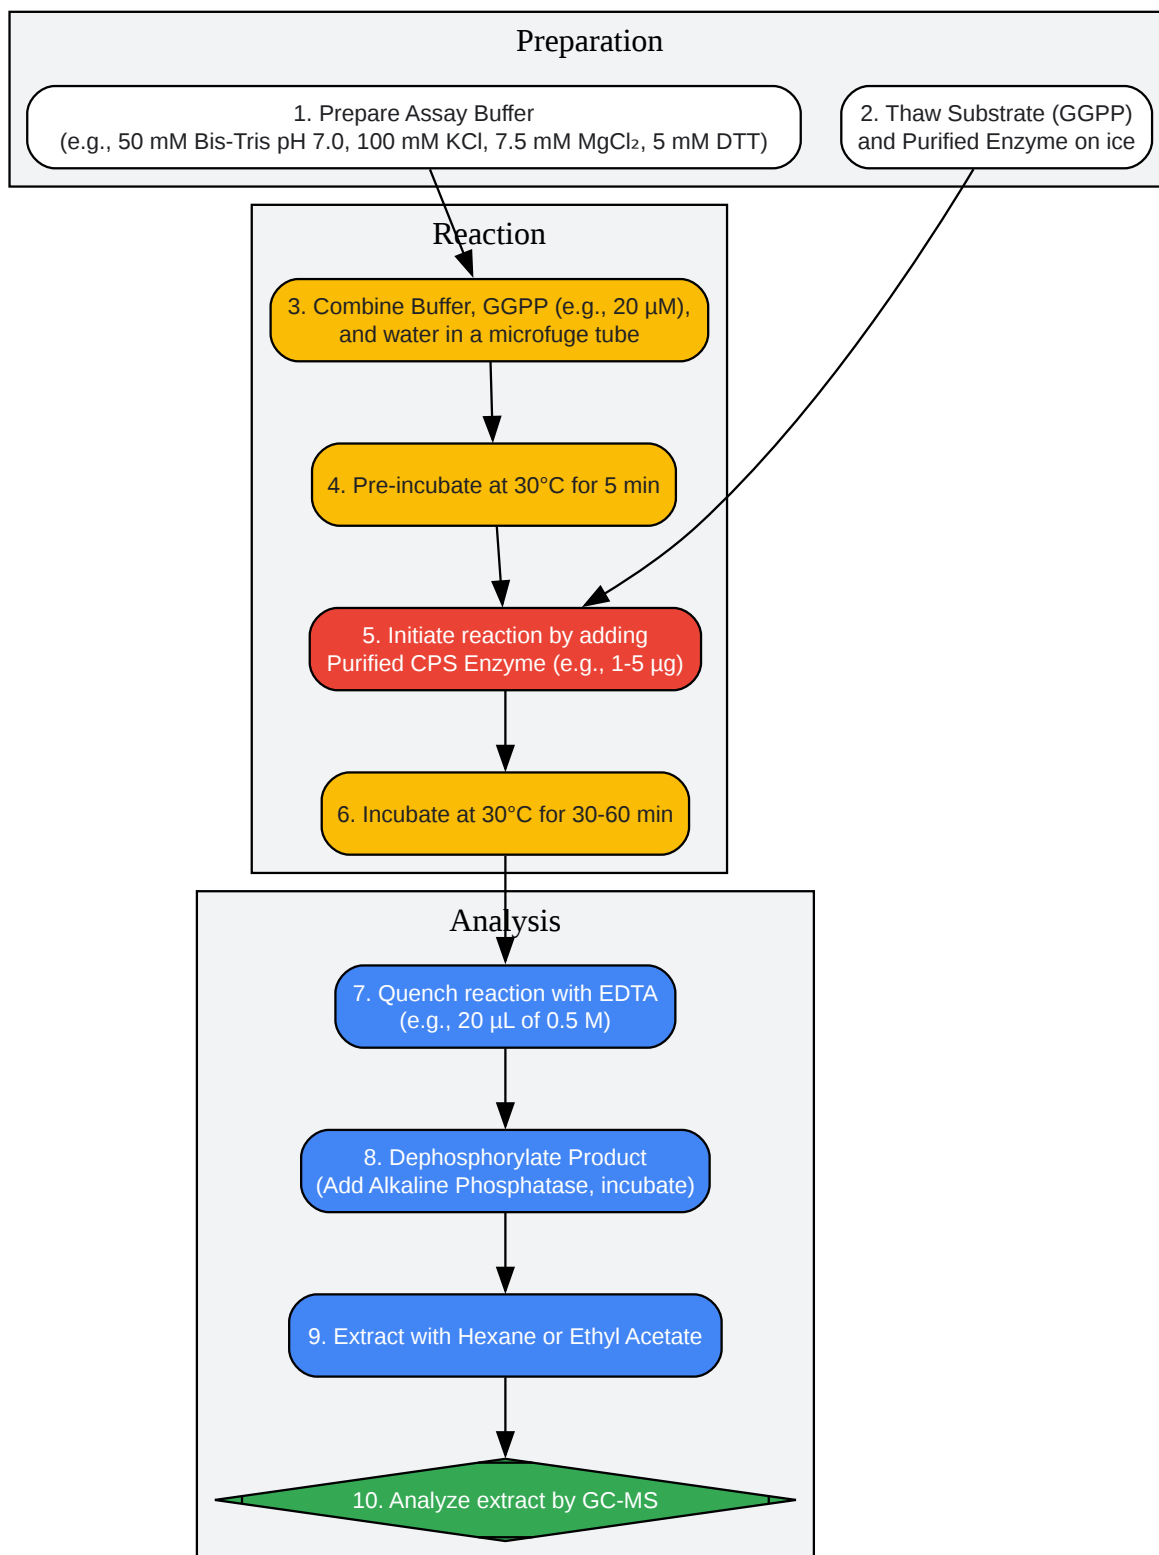 Preparation
1. Prepare Assay Buffer
(e.g., 50 mM Bis-Tris pH 7.0, 100 mM KCl, 7.5 mM MgCl₂, 5 mM DTT)
2. Thaw Substrate (GGPP)
and Purified Enzyme on ice
Reaction
3. Combine Buffer, GGPP (e.g., 20 µM),
and water in a microfuge tube
4. Pre-incubate at 30°C for 5 min
5. Initiate reaction by adding
Purified CPS Enzyme (e.g., 1-5 µg)
6. Incubate at 30°C for 30-60 min
Analysis
7. Quench reaction with EDTA
(e.g., 20 µL of 0.5 M)
8. Dephosphorylate Product
(Add Alkaline Phosphatase, incubate)
9. Extract with Hexane or Ethyl Acetate
10. Analyze extract by GC-MS